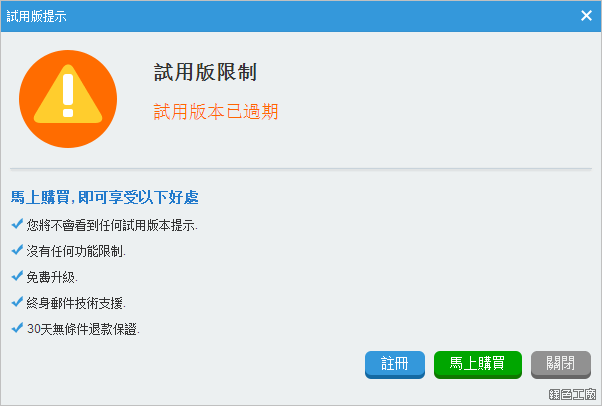 試用版提示
試用版限制
試用版本已過期
馬上購買, 即可享受以下好處
您將不會看到任何試用版本提示.
沒有任何功能限制.
免費升級.
終身郵件技術支援.
30天無條件退款保證.
註冊
馬上購買
關閉
綠色工廠